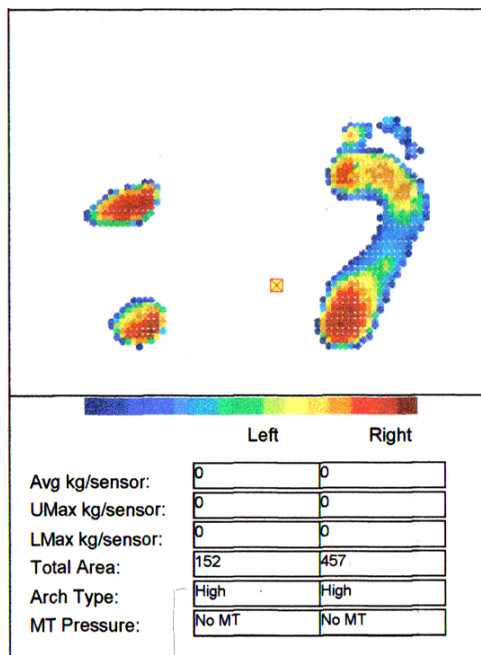 Left Right
Avg kg/sensor: 0 0
UMax kg/sensor: 0 0
LMax kg/sensor: 0 0
Total Area: 152 457
Arch Type: High High
MT Pressure: No MT No MT